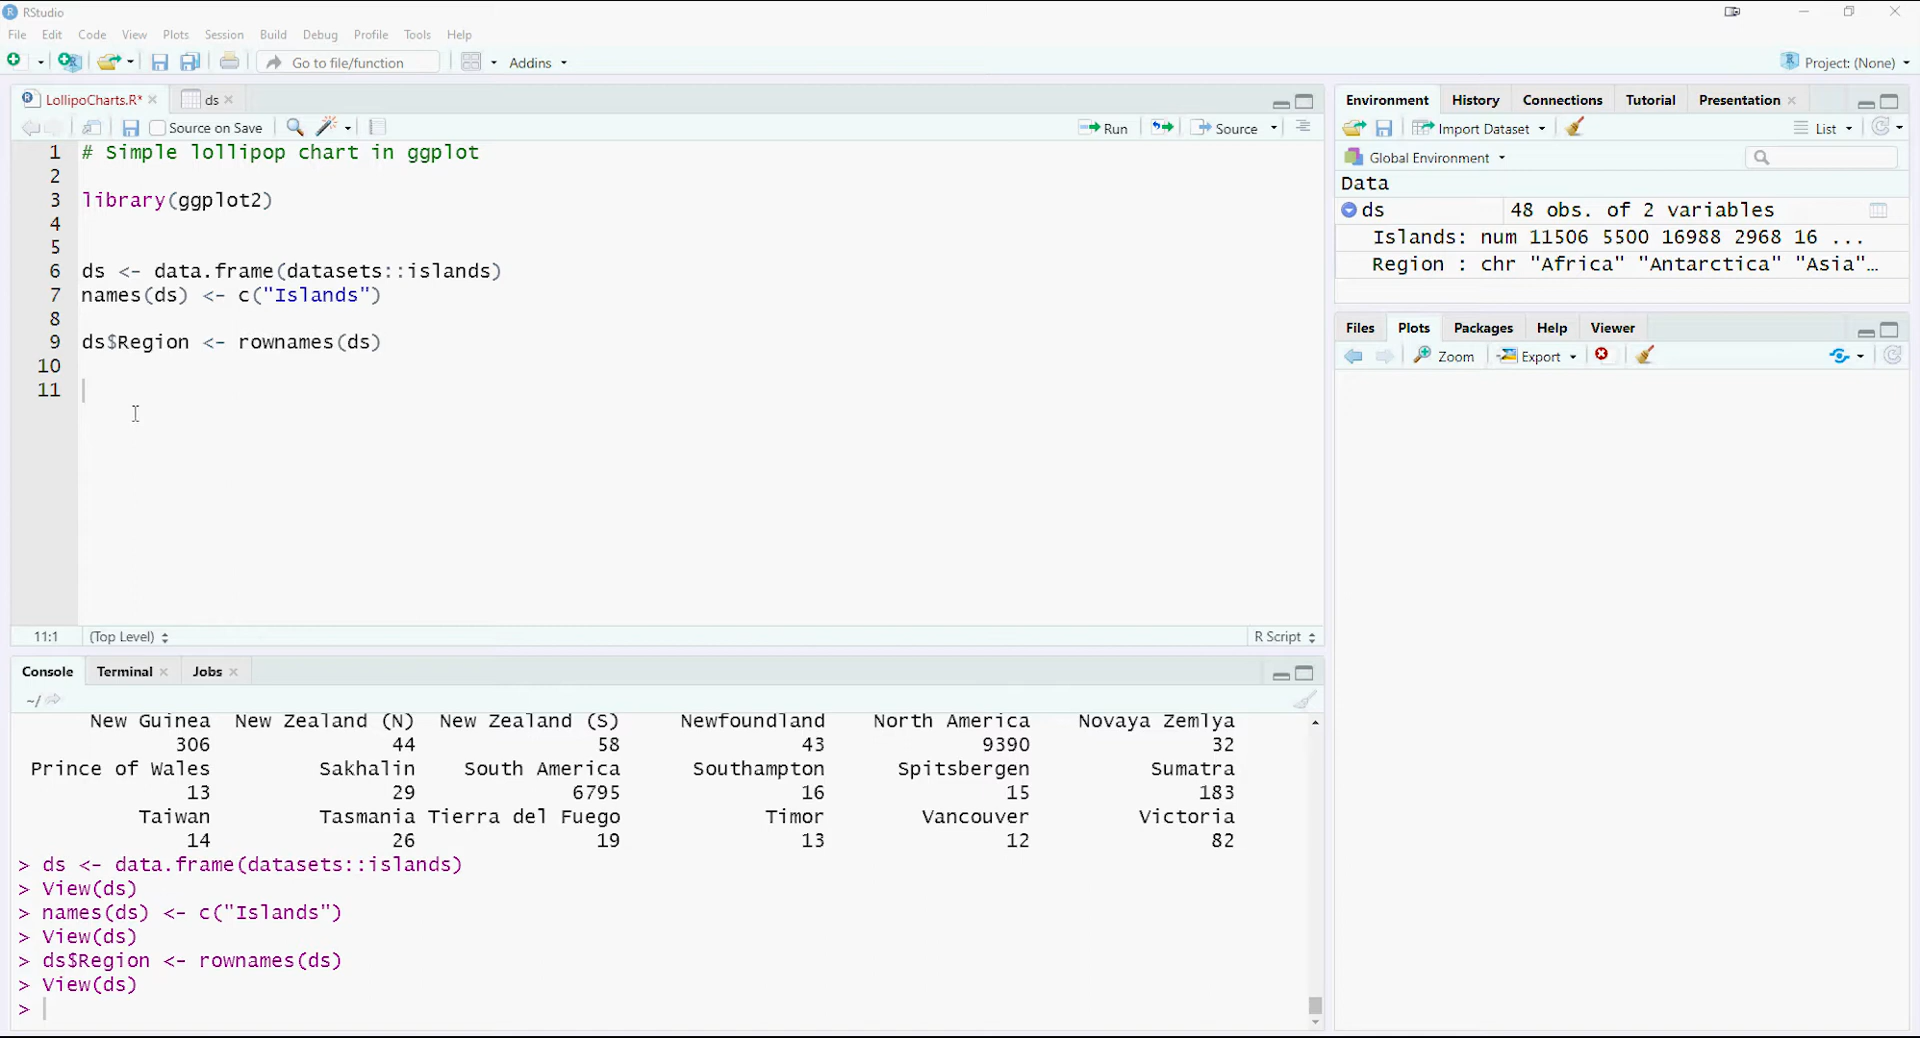 RStudio
File Edit Code View Plots Session Build Debug Profile Tools Help
Go to file/function Addins Project: (None)
LollipoCharts.R* ds
Source on Save Run Source
1 # Simple lollipop chart in ggplot
2
3 library(ggplot2)
4
5
6 ds <- data.frame(datasets::islands)
7 names(ds) <- c("Islands")
8
9 ds$Region <- rownames(ds)
10
11
11:1 (Top Level) R Script
Console Terminal Jobs
~/
New Guinea New Zealand (N) New Zealand (S) Newfoundland North America Novaya Zemlya
306 44 58 43 9390 32
Prince of Wales Sakhalin South America Southampton Spitsbergen Sumatra
13 29 6795 16 15 183
Taiwan Tasmania Tierra del Fuego Timor Vancouver Victoria
14 26 19 13 12 82
> ds <- data.frame(datasets::islands)
> View(ds)
> names(ds) <- c("Islands")
> View(ds)
> ds$Region <- rownames(ds)
> View(ds)
>
Environment History Connections Tutorial Presentation
Import Dataset List
Global Environment
Data
ds 48 obs. of 2 variables
Islands: num 11506 5500 16988 2968 16 ...
Region : chr "Africa" "Antarctica" "Asia"…
Files Plots Packages Help Viewer
Zoom Export